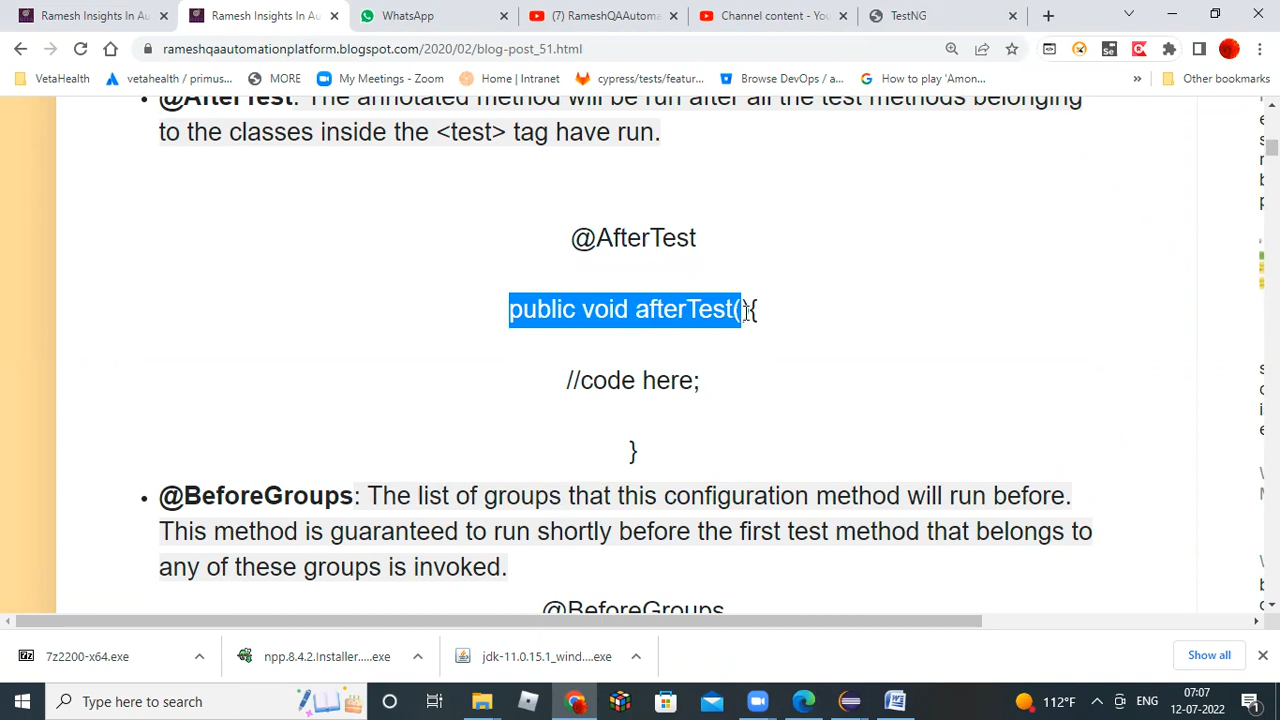 Ramesh Insights In Au
Ramesh Insights In Au
WhatsApp
(7) RameshQAAutoma
Channel content - You
TestNG
rameshqaautomationplatform.blogspot.com/2020/02/blog-post_51.html
VetaHealth
vetahealth / primus...
MORE
My Meetings - Zoom
Home | Intranet
cypress/tests/featur...
Browse DevOps / a...
How to play 'Amon...
»
Other bookmarks
• @AfterTest: The annotated method will be run after all the test methods belonging
to the classes inside the <test> tag have run.
@AfterTest
public void afterTest(){
//code here;
}
• @BeforeGroups: The list of groups that this configuration method will run before.
This method is guaranteed to run shortly before the first test method that belongs to
any of these groups is invoked.
@BeforeGroups
7z2200-x64.exe
npp.8.4.2.Installer.....exe
jdk-11.0.15.1_wind....exe
Show all
Type here to search
112°F
ENG
07:07
12-07-2022